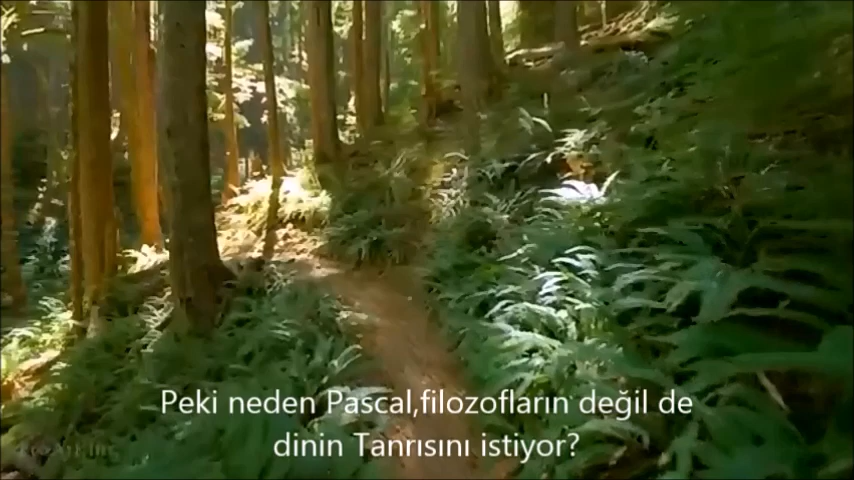 Peki neden Pascal,filozofların değil de
dinin Tanrısını istiyor?